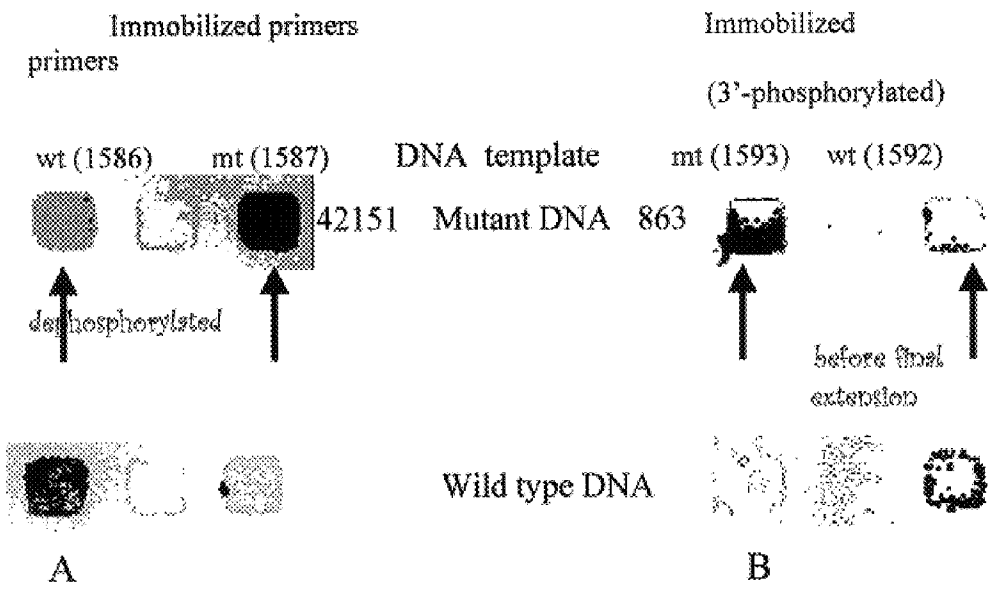 Immobilized primers
primers
Immobilized
(3'-phosphorylated)
wt (1586) mt (1587) DNA template mt (1593) wt (1592)
42151 Mutant DNA 863
dephosphorylated
before final
extension
Wild type DNA
A B